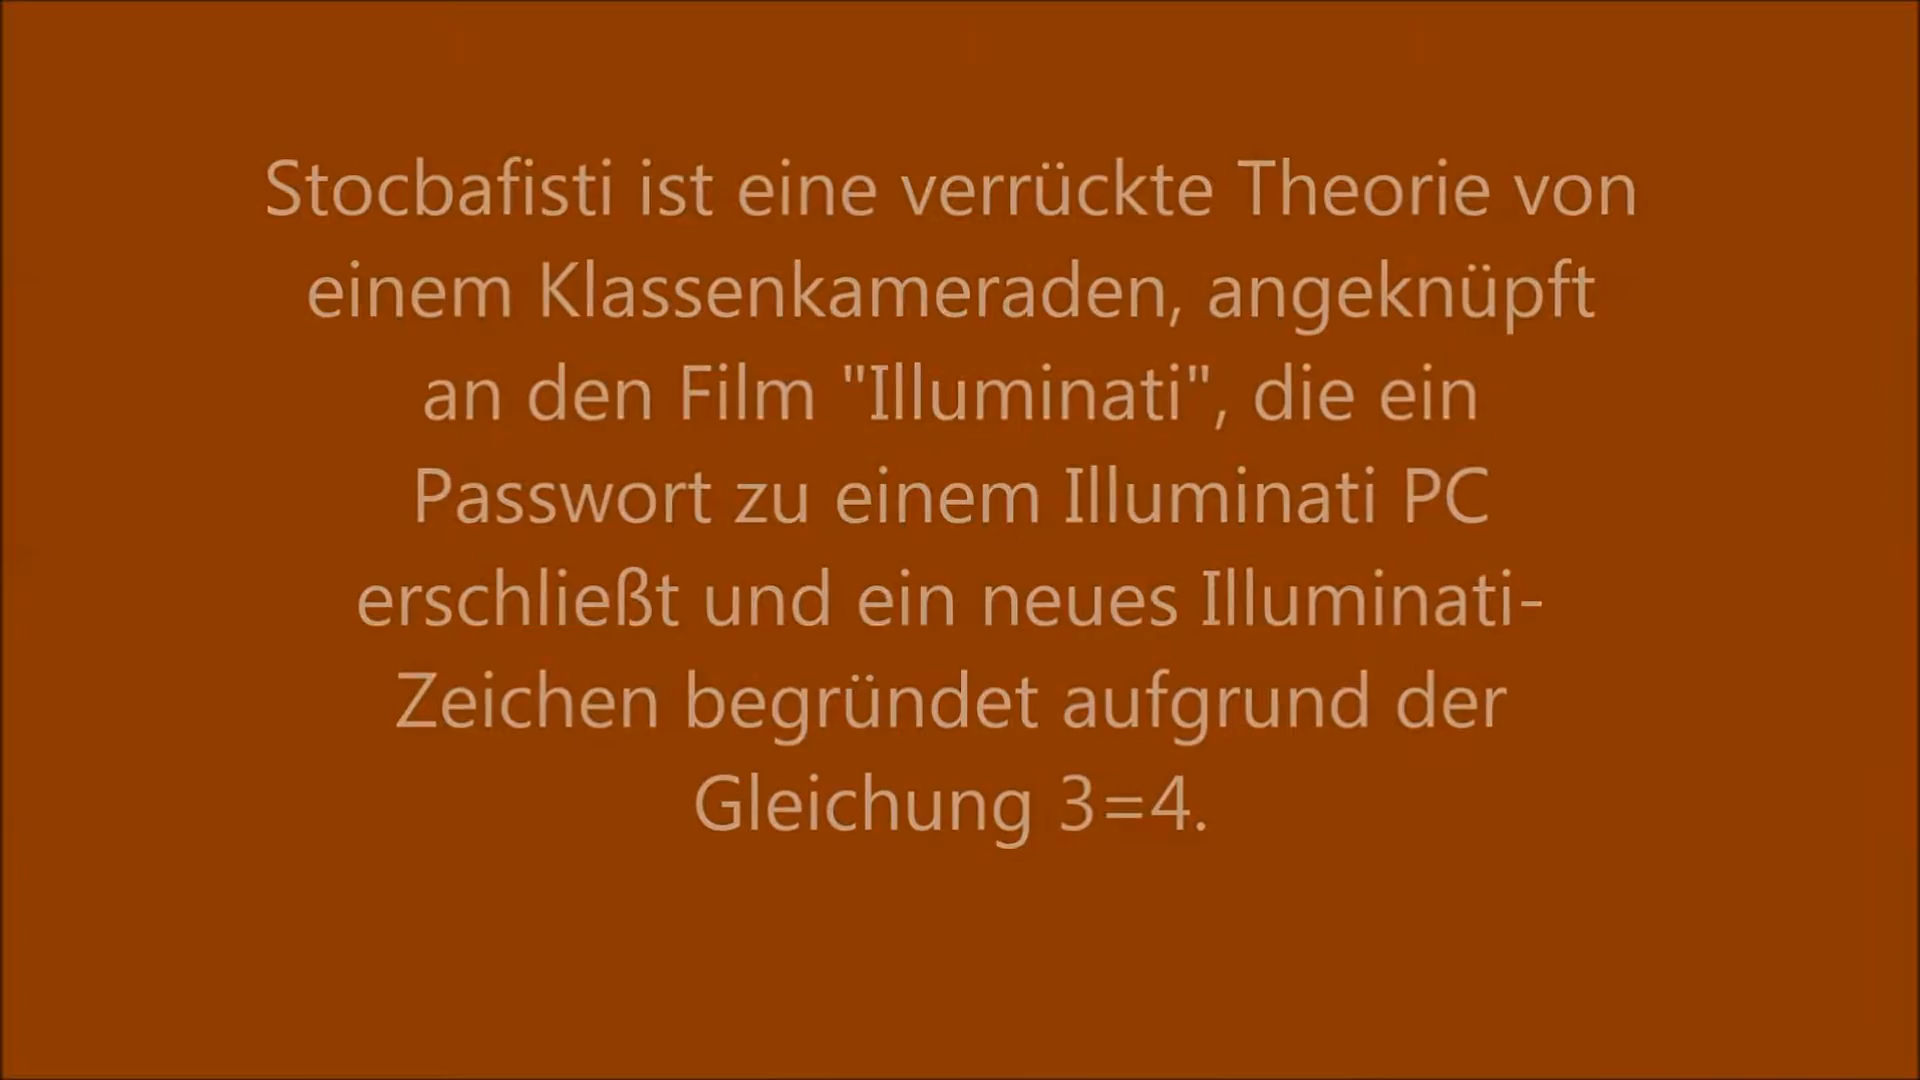 Stocbafisti ist eine verrückte Theorie von
einem Klassenkameraden, angeknüpft
an den Film "Illuminati", die ein
Passwort zu einem Illuminati PC
erschließt und ein neues Illuminati-
Zeichen begründet aufgrund der
Gleichung 3=4.